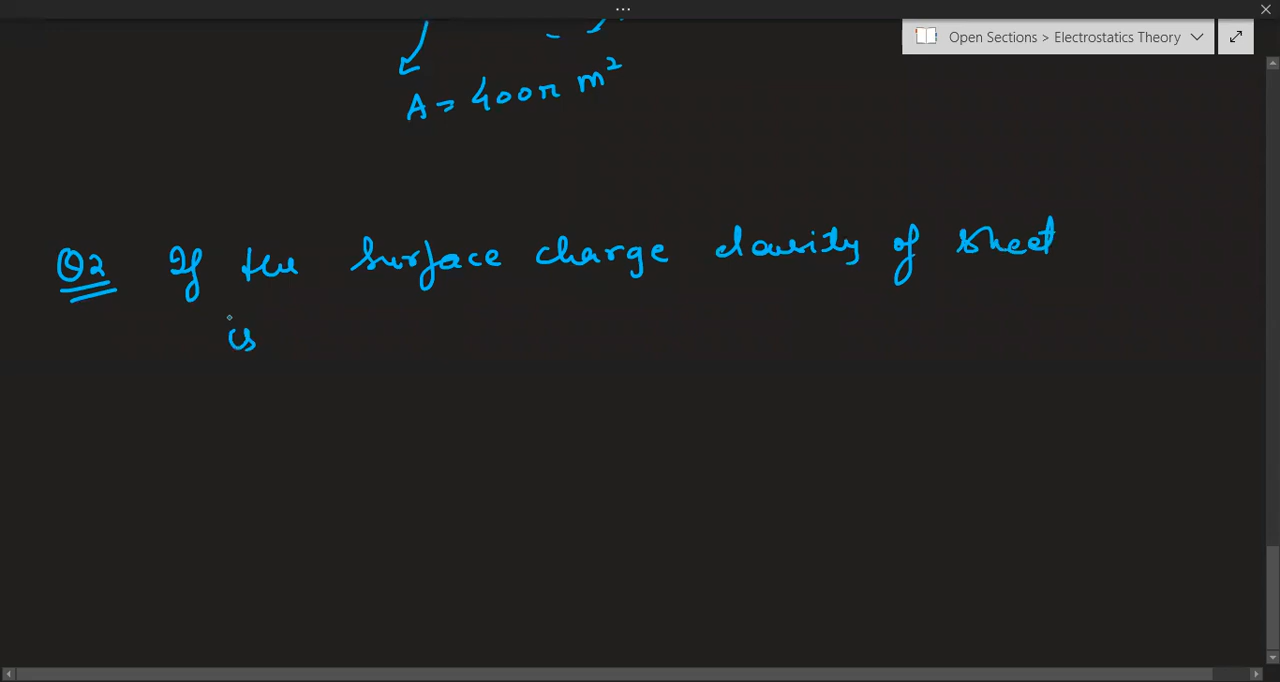 ...
Open Sections > Electrostatics Theory
A = 400π m²
Q2 If the surface charge density of sheet
is